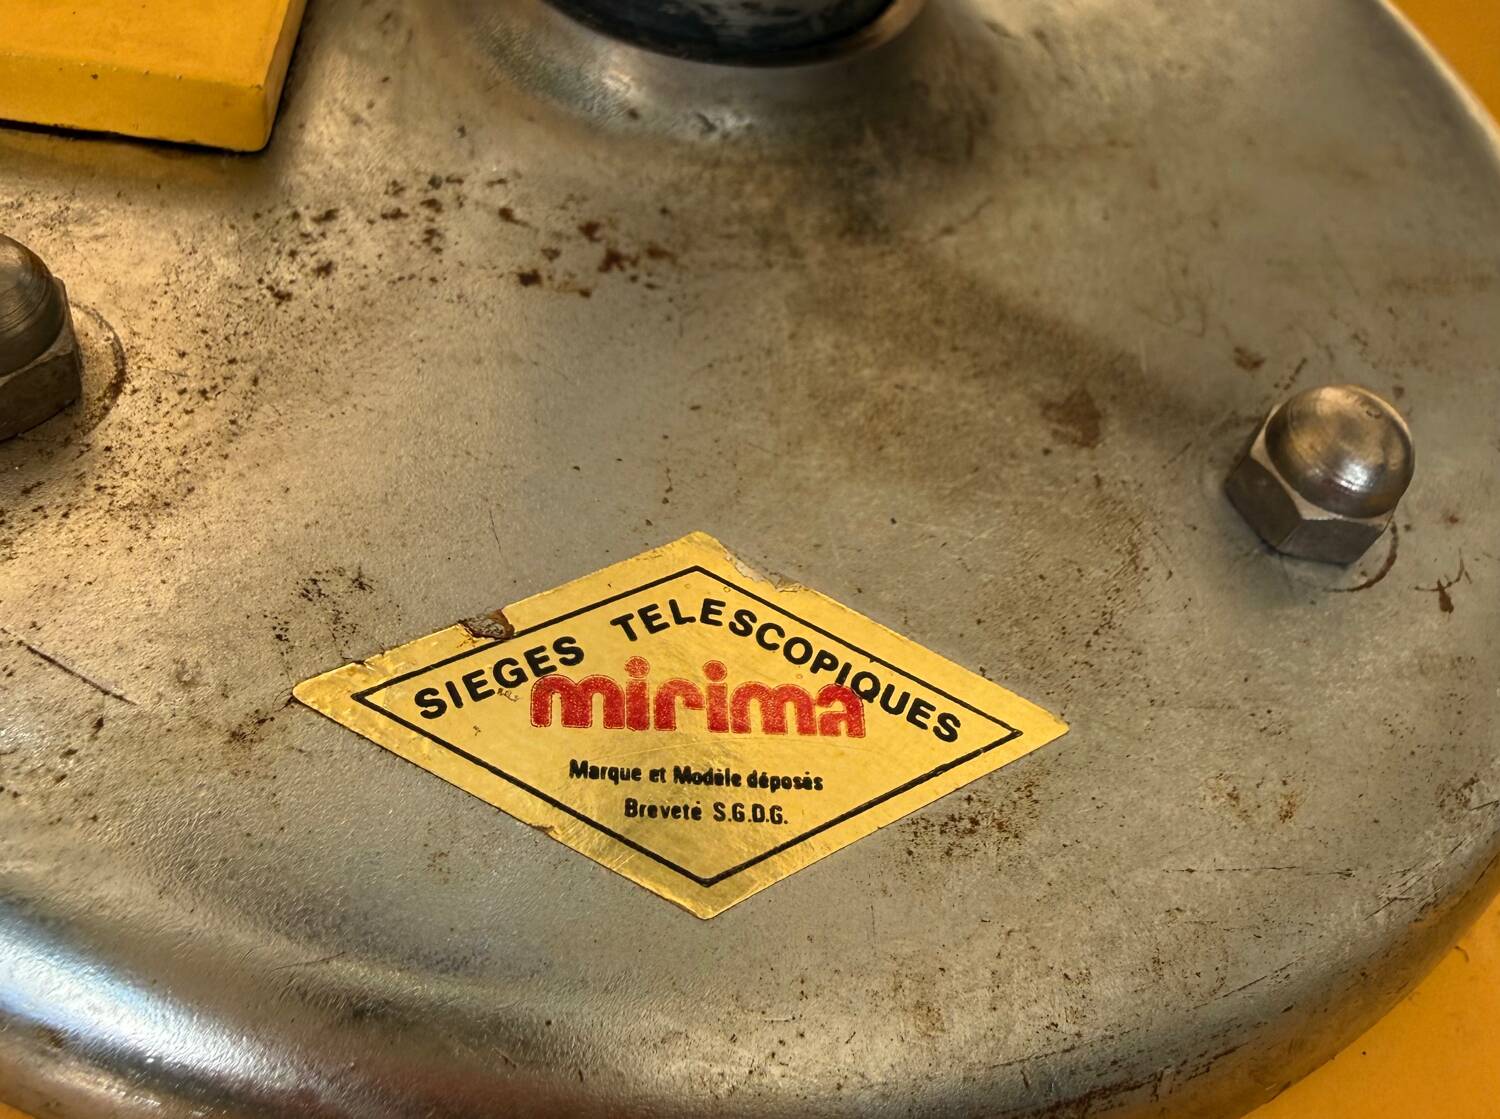 SIEGES TELESCOPIQUES
mirima
Marque et Modèle déposés
Breveté S.G.D.G.